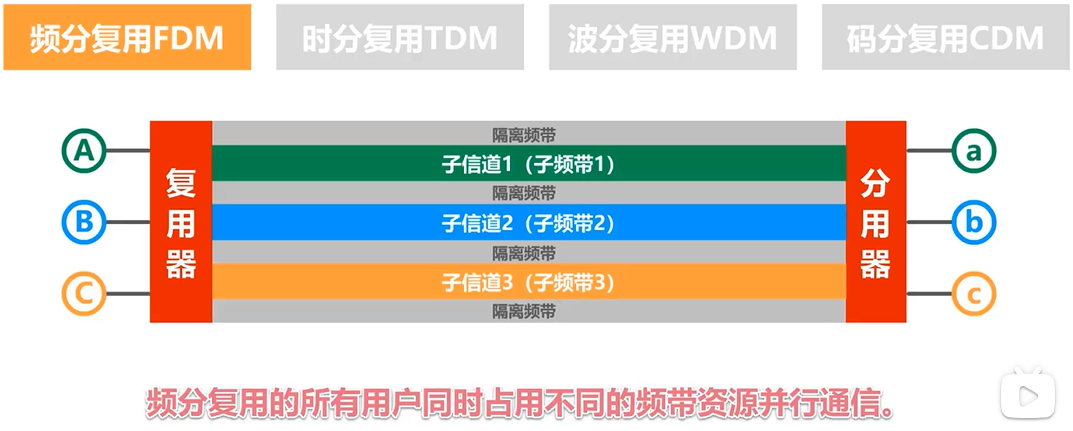 频分复用FDM 时分复用TDM 波分复用WDM 码分复用CDM
隔离频带
A 子信道1（子频带1） a
隔离频带
复用器 B 子信道2（子频带2） b 分用器
隔离频带
C 子信道3（子频带3） c
隔离频带
频分复用的所有用户同时占用不同的频带资源并行通信。